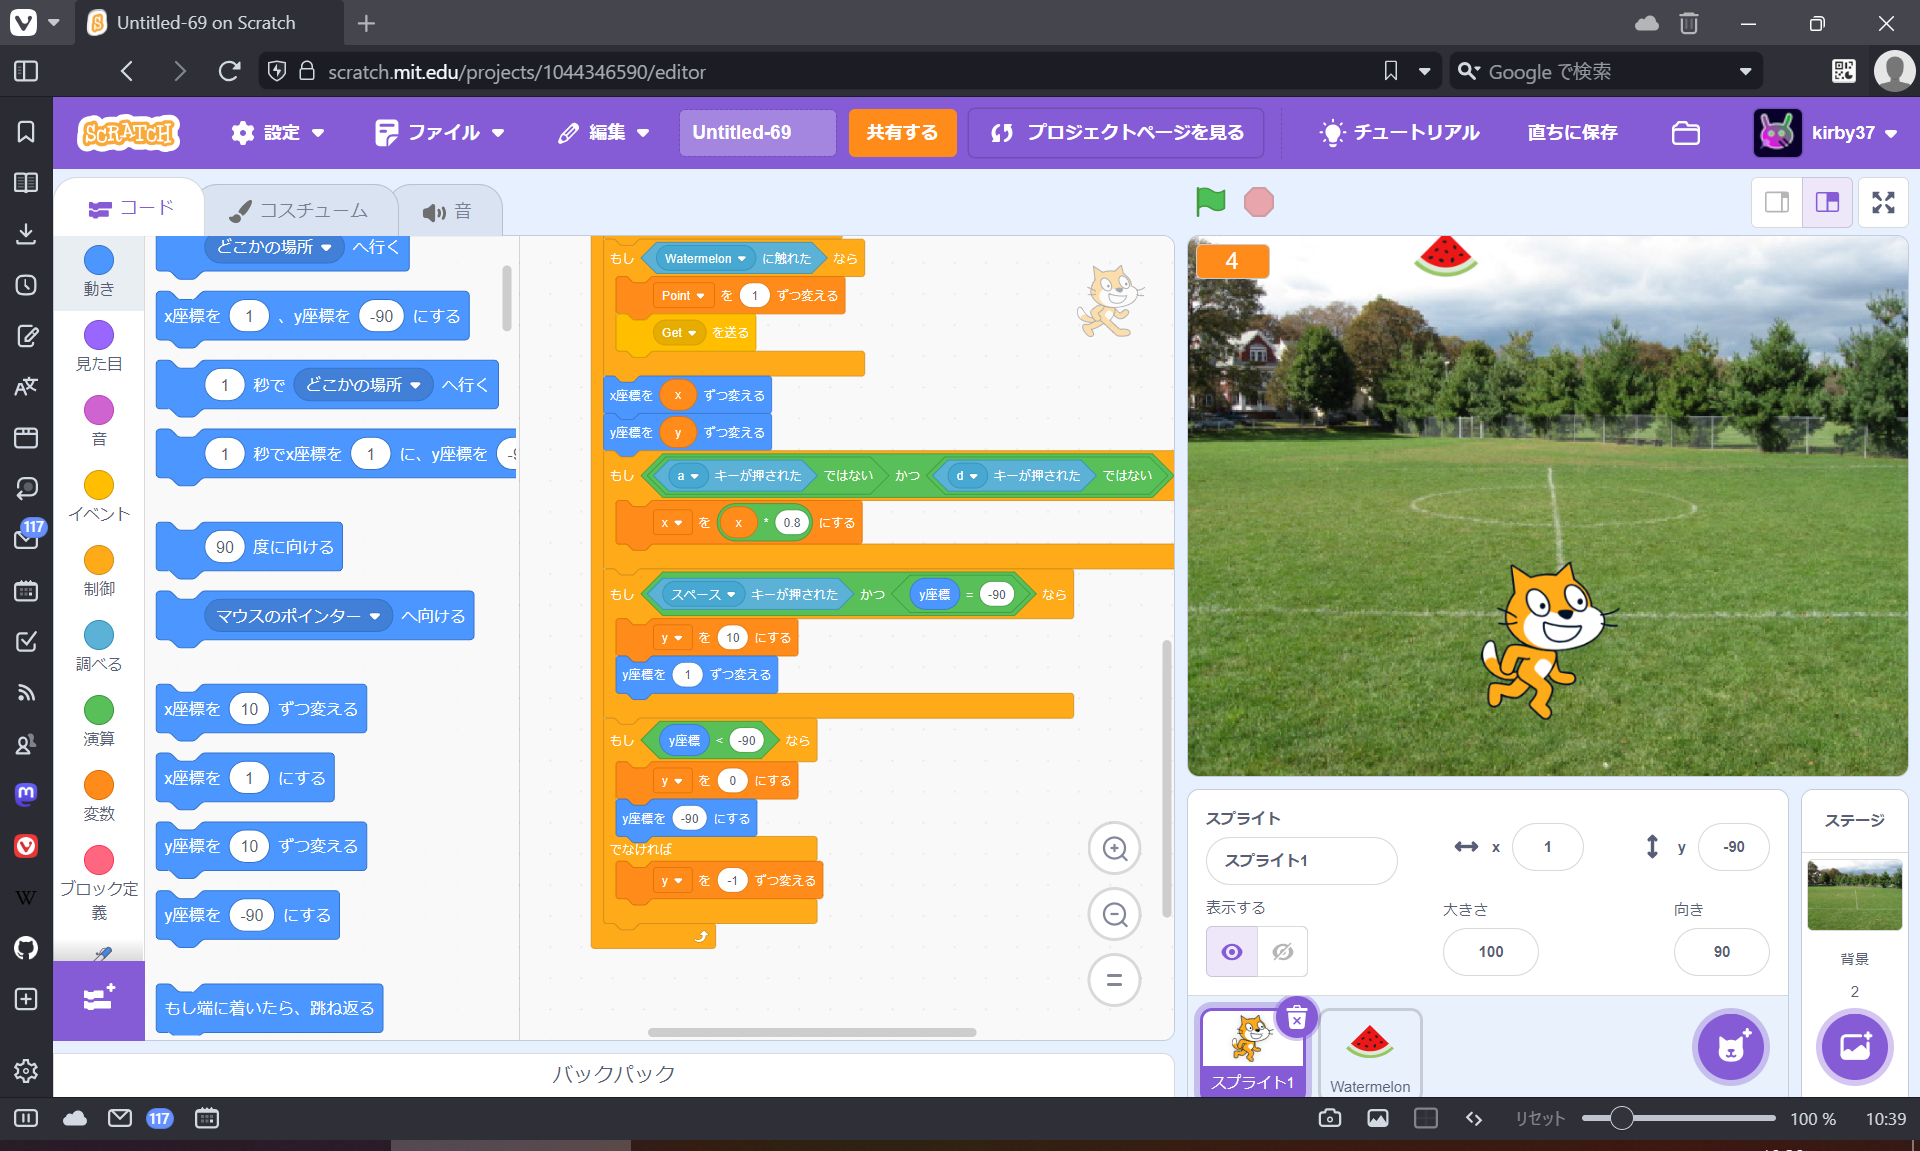 Untitled-69 on Scratch
scratch.mit.edu/projects/1044346590/editor
Google で検索
SCRATCH
設定
ファイル
編集
Untitled-69
共有する
プロジェクトページを見る
チュートリアル
直ちに保存
kirby37
コード
コスチューム
音
動き
見た目
音
イベント
制御
調べる
演算
変数
ブロック定
義
どこかの場所 へ行く
x座標を 1 、y座標を -90 にする
1 秒で どこかの場所 へ行く
1 秒でx座標を 1 に、y座標を
90 度に向ける
マウスのポインター へ向ける
x座標を 10 ずつ変える
x座標を 1 にする
y座標を 10 ずつ変える
y座標を -90 にする
もし端に着いたら、跳ね返る
もし Watermelon に触れた なら
Point を 1 ずつ変える
Get を送る
x座標を x ずつ変える
y座標を y ずつ変える
もし a キーが押された ではない かつ d キーが押された ではない
x を x * 0.8 にする
もし スペース キーが押された かつ y座標 = -90 なら
y を 10 にする
y座標を 1 ずつ変える
もし y座標 < -90 なら
y を 0 にする
y座標を -90 にする
でなければ
y を -1 ずつ変える
バックパック
4
スプライト
スプライト1
x 1
y -90
表示する
大きさ
100
向き
90
スプライト1
Watermelon
ステージ
背景
2
117
W
117
リセット
100 %
10:39